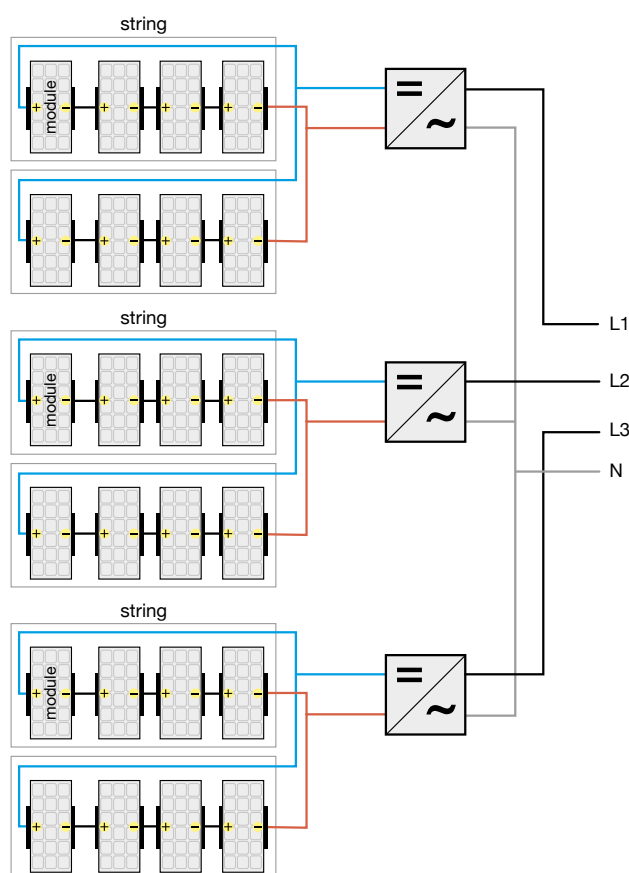 string
module
+ − + − + − + −
= ~
+ − + − + − + −
L1
string
L2
module
+ − + − + − + −
= ~
L3
N
+ − + − + − + −
string
module
+ − + − + − + −
= ~
+ − + − + − + −